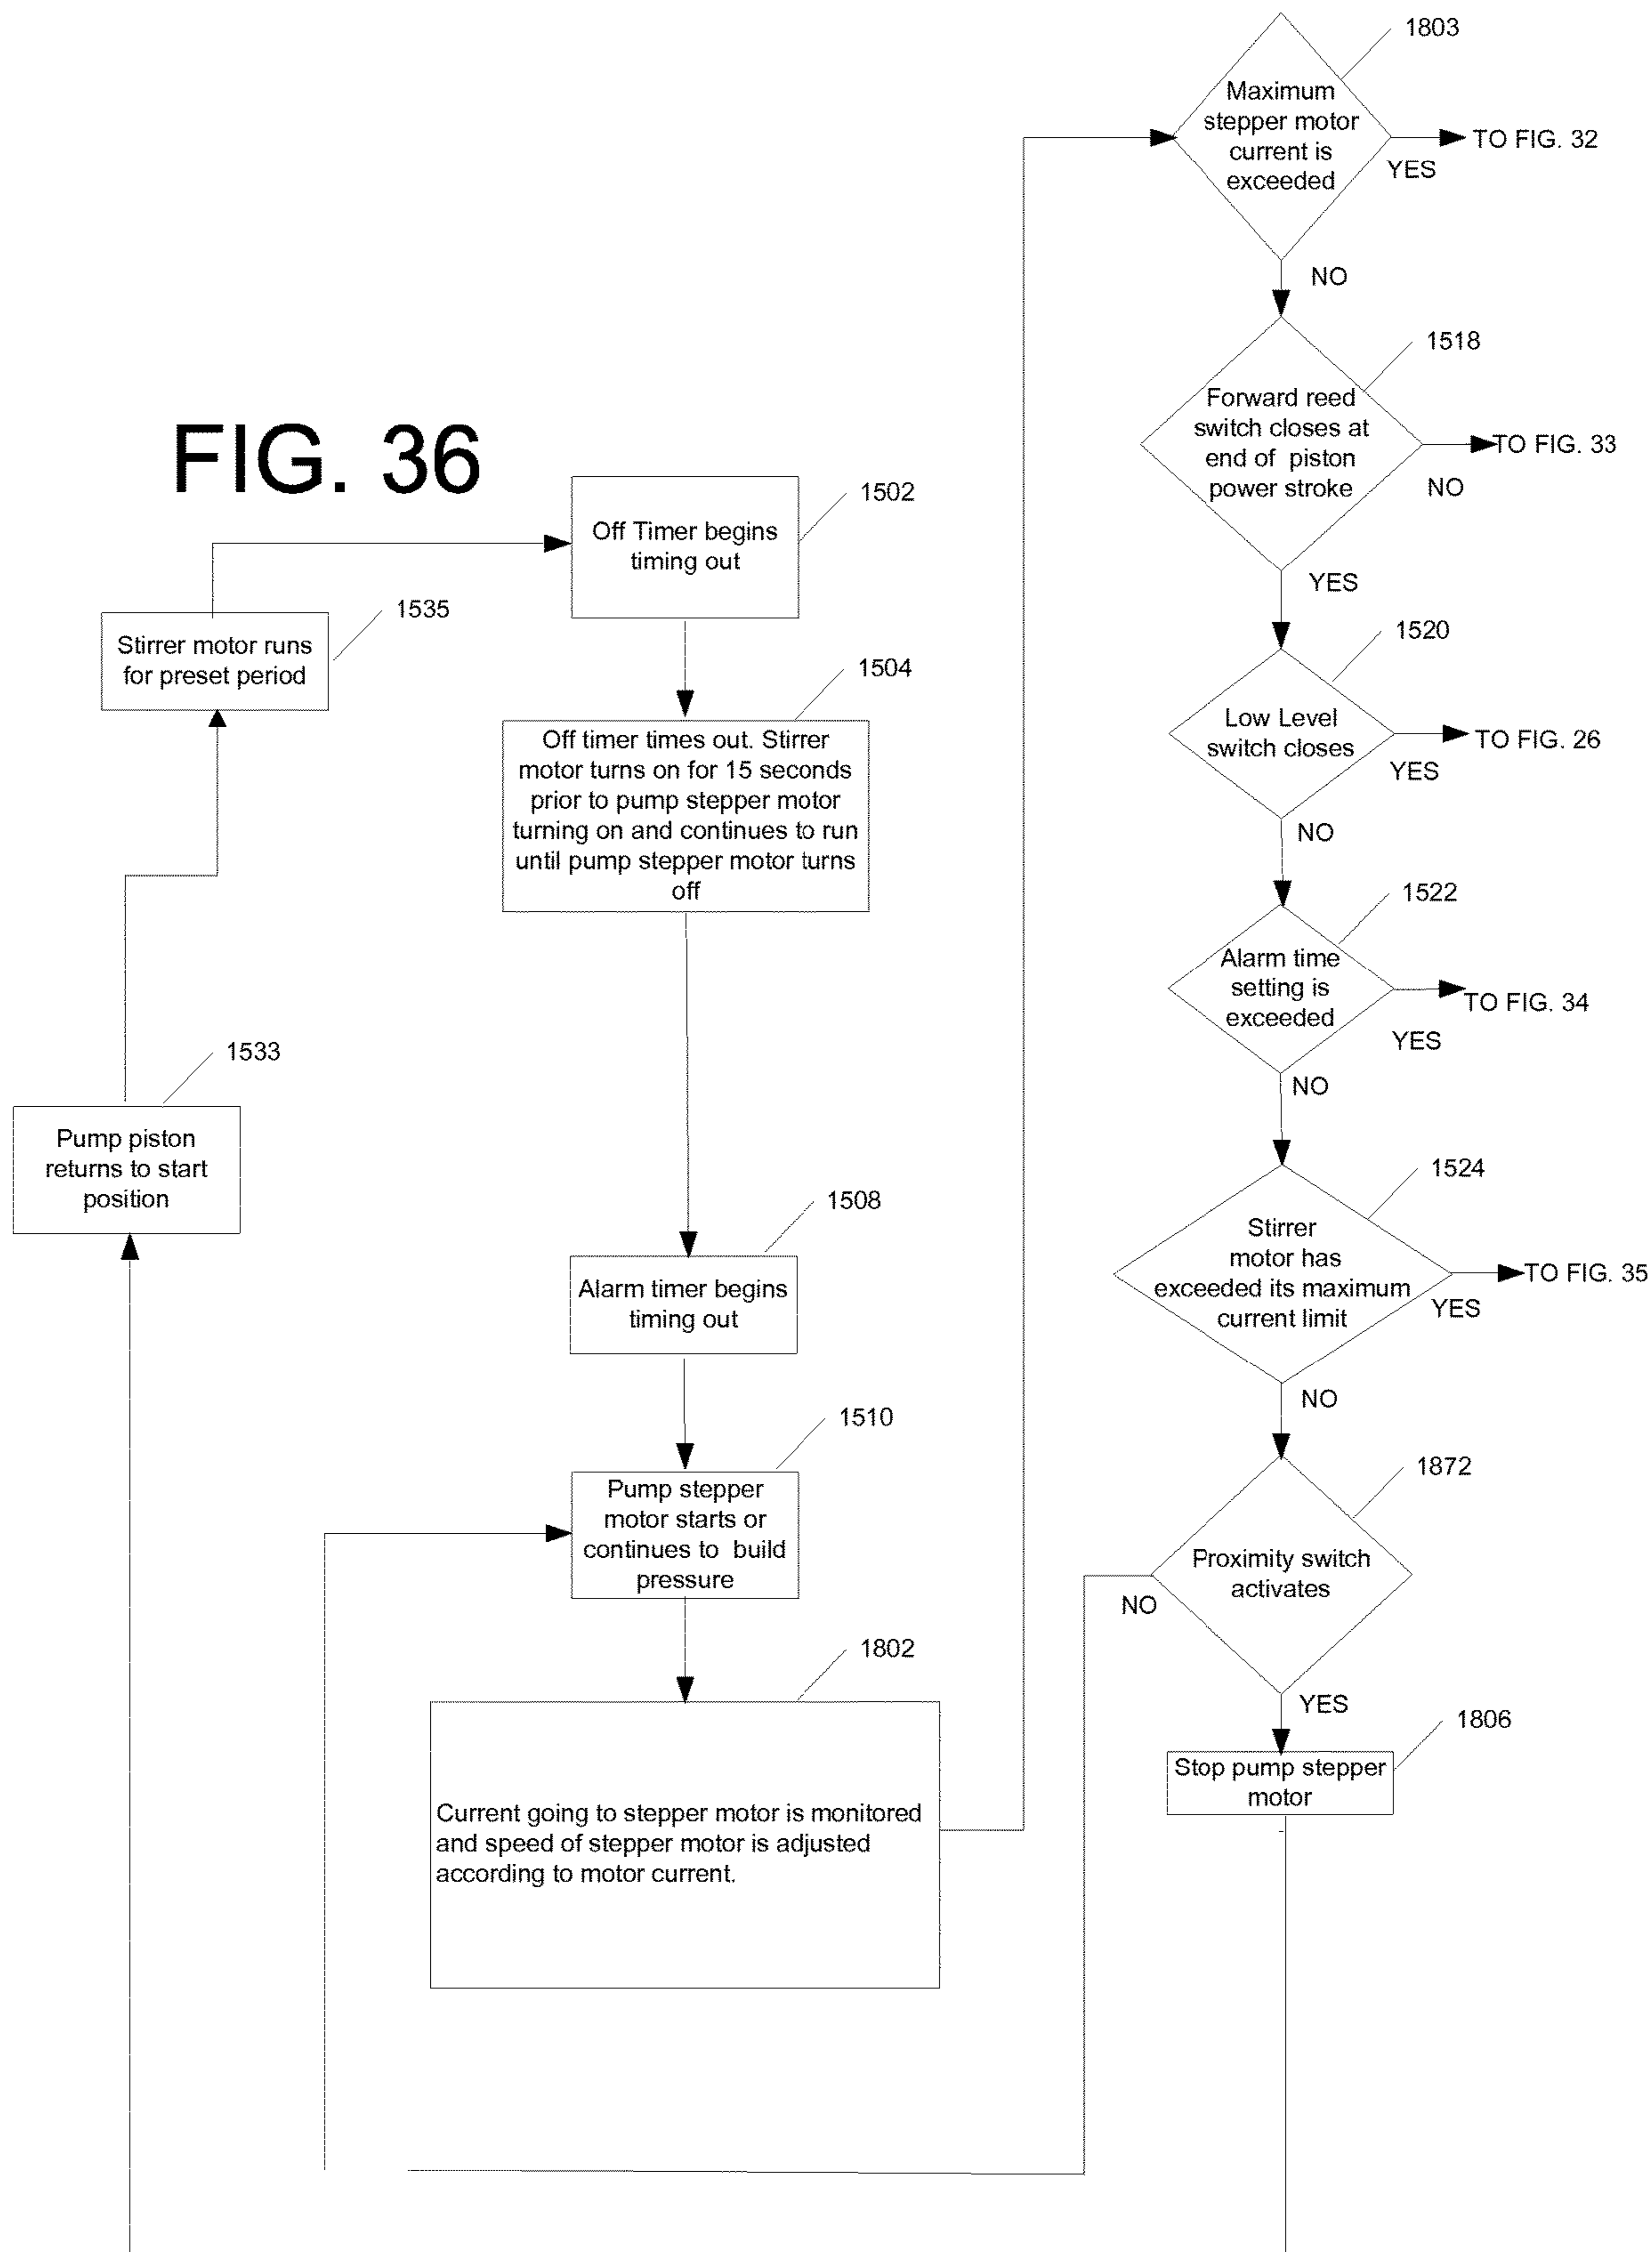 FIG. 36
1502
Off Timer begins
timing out
1535
Stirrer motor runs
for preset period
1504
Off timer times out. Stirrer
motor turns on for 15 seconds
prior to pump stepper motor
turning on and continues to run
until pump stepper motor turns
off
1533
Pump piston
returns to start
position
1508
Alarm timer begins
timing out
1510
Pump stepper
motor starts or
continues to build
pressure
1802
Current going to stepper motor is monitored
and speed of stepper motor is adjusted
according to motor current.
1803
Maximum
stepper motor
current is
exceeded
TO FIG. 32
YES
NO
1518
Forward reed
switch closes at
end of piston
power stroke
TO FIG. 33
NO
YES
1520
Low Level
switch closes
TO FIG. 26
YES
NO
1522
Alarm time
setting is
exceeded
TO FIG. 34
YES
NO
1524
Stirrer
motor has
exceeded its maximum
current limit
TO FIG. 35
YES
NO
1872
Proximity switch
activates
NO
YES
1806
Stop pump stepper
motor